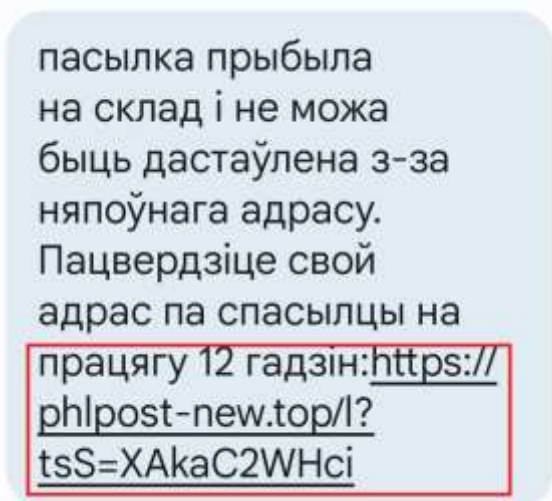 пасылка прыбыла
на склад і не можа
быць дастаўлена з-за
няпоўнага адрасу.
Пацвердзіце свой
адрас па спасылцы на
працягу 12 гадзін:https://
phlpost-new.top/l?
tsS=XAkaC2WHci